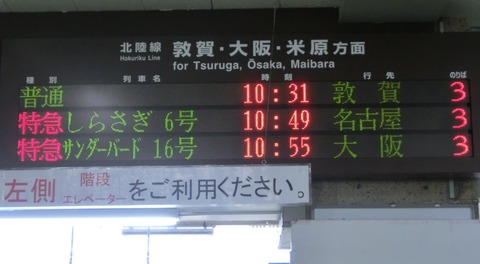 北陸線 敦賀・大阪・米原方面
Hokuriku Line for Tsuruga, Ōsaka, Maibara
種別 列車名 時刻 行先 のりば
普通 10:31 敦賀 3
特急 しらさぎ 6号 10:49 名古屋 3
特急 サンダーバード 16号 10:55 大阪 3
左側 階段 エレベーター をご利用ください。